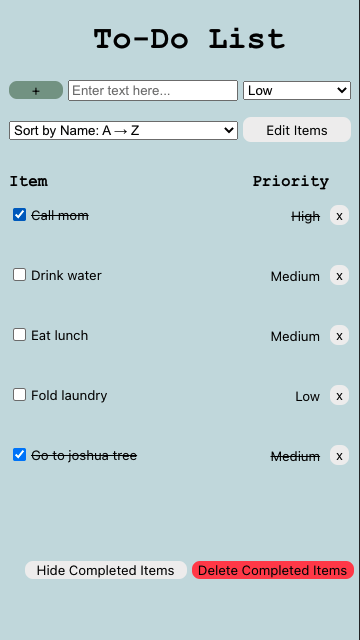 To-Do List
+ Enter text here... Low
Sort by Name: A → Z Edit Items
Item Priority
Call mom High x
Drink water Medium x
Eat lunch Medium x
Fold laundry Low x
Go to joshua tree Medium x
Hide Completed Items Delete Completed Items